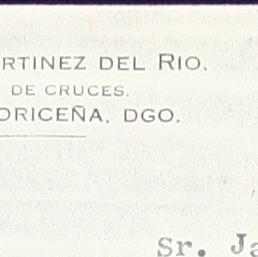 RTINEZ DEL RIO.
DE CRUCES.
ORICEÑA, DGO.
Sr. Ja